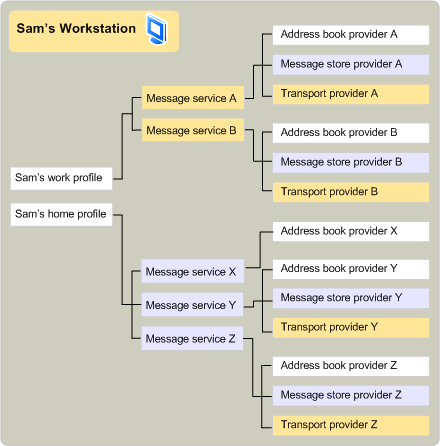 Sam's Workstation
Address book provider A
Message store provider A
Message service A
Transport provider A
Message service B
Address book provider B
Message store provider B
Sam's work profile
Transport provider B
Sam's home profile
Address book provider X
Message service X
Address book provider Y
Message service Y
Message store provider Y
Transport provider Y
Message service Z
Address book provider Z
Message store provider Z
Transport provider Z